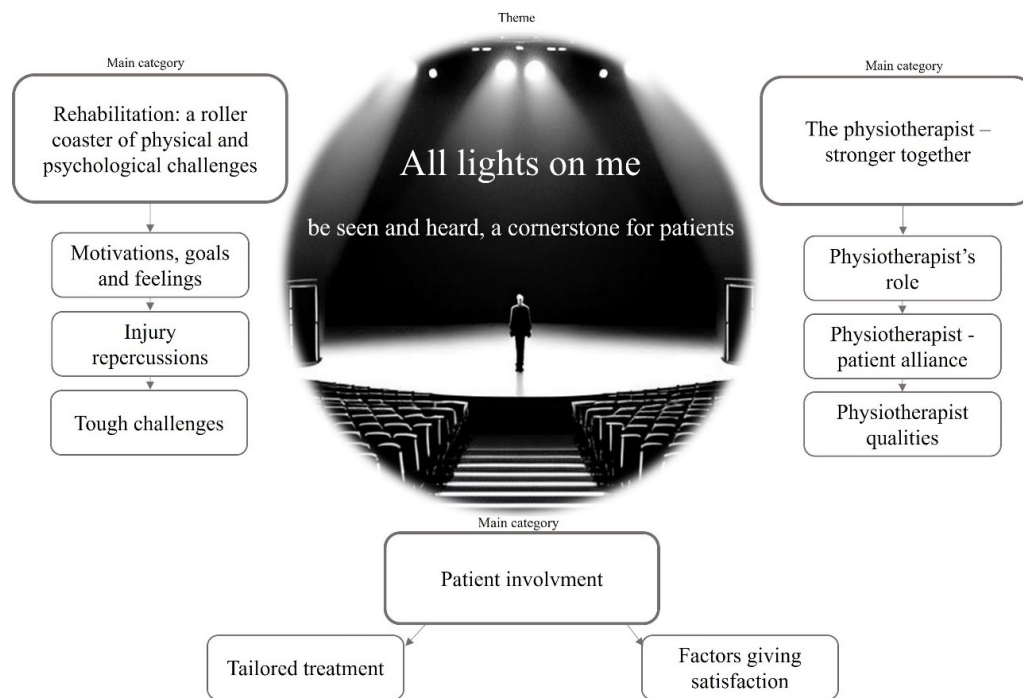 Theme
All lights on me
be seen and heard, a cornerstone for patients
Main category
Rehabilitation: a roller
coaster of physical and
psychological challenges
Motivations, goals
and feelings
Injury
repercussions
Tough challenges
Main category
The physiotherapist –
stronger together
Physiotherapist’s
role
Physiotherapist -
patient alliance
Physiotherapist
qualities
Main category
Patient involvment
Tailored treatment
Factors giving
satisfaction